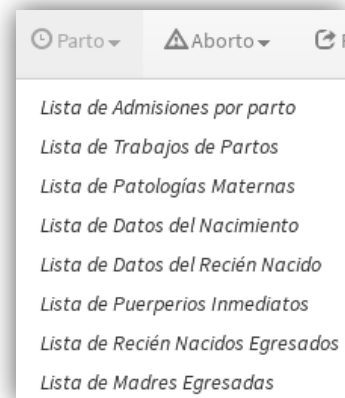 Parto Aborto
Lista de Admisiones por parto
Lista de Trabajos de Partos
Lista de Patologías Maternas
Lista de Datos del Nacimiento
Lista de Datos del Recién Nacido
Lista de Puerperios Inmediatos
Lista de Recién Nacidos Egresados
Lista de Madres Egresadas